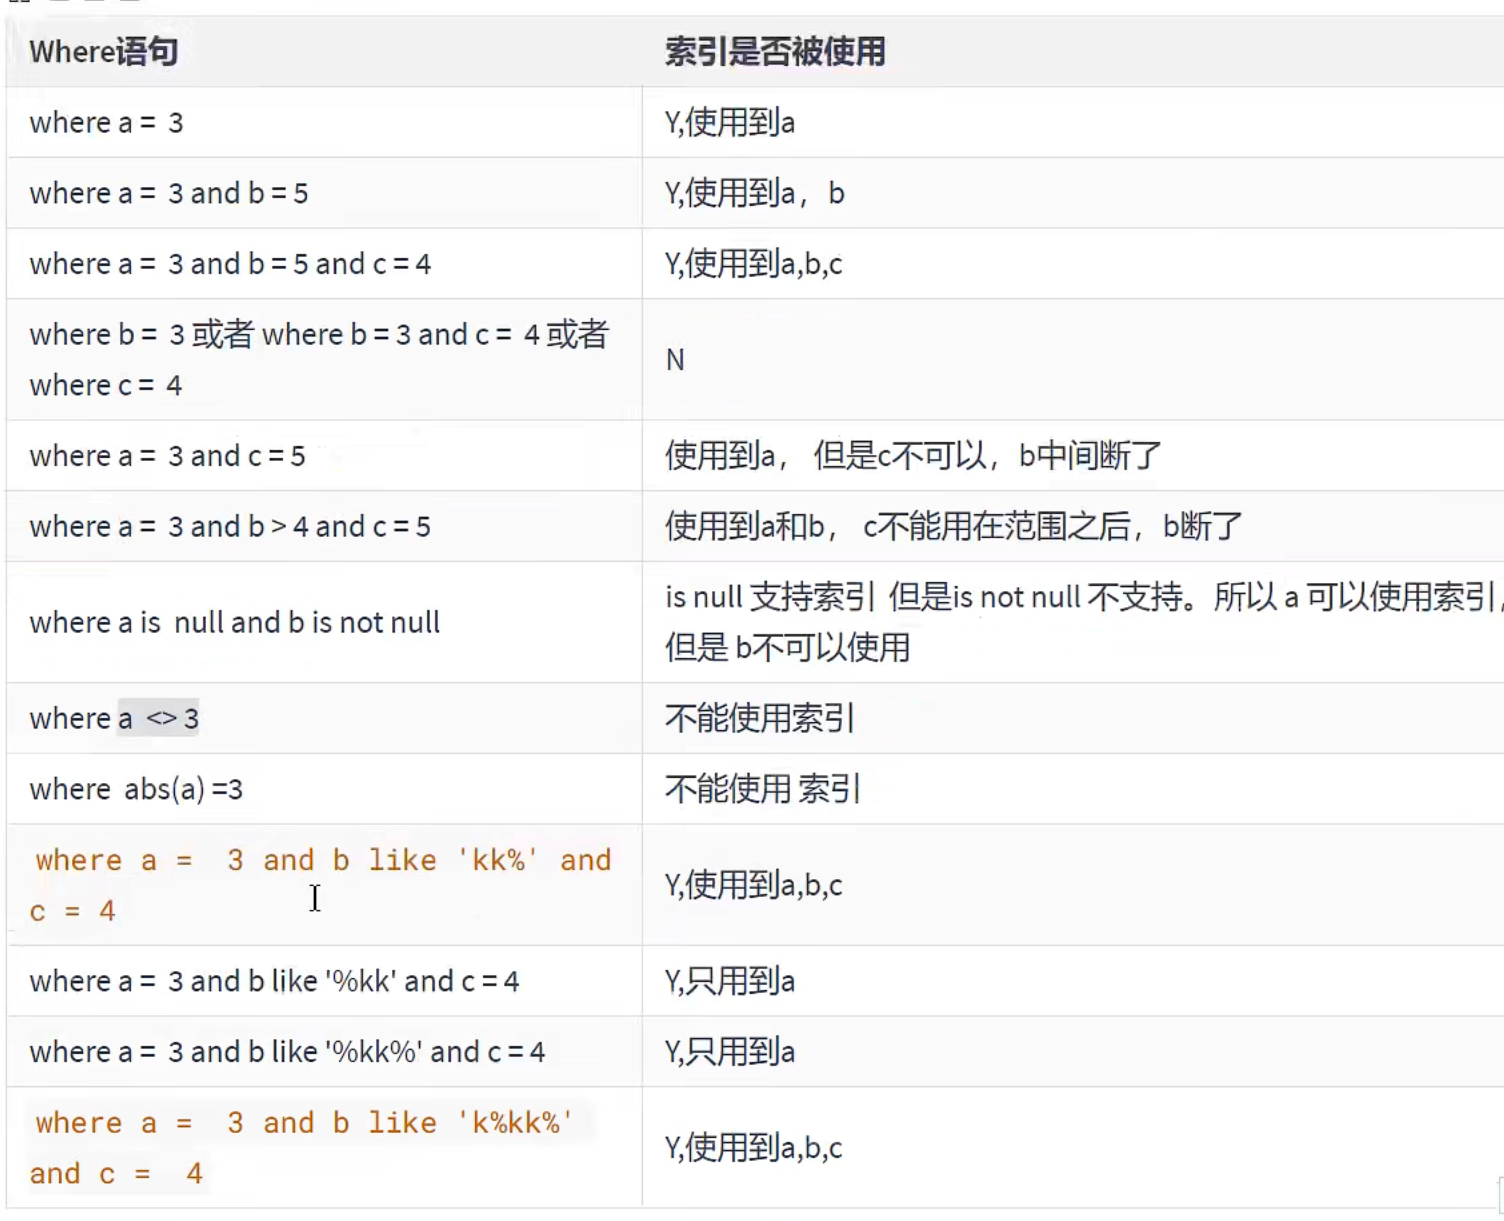 Where语句 索引是否被使用
where a = 3 Y,使用到a
where a = 3 and b = 5 Y,使用到a，b
where a = 3 and b = 5 and c = 4 Y,使用到a,b,c
where b = 3 或者 where b = 3 and c = 4 或者
where c = 4
N
where a = 3 and c = 5 使用到a， 但是c不可以，b中间断了
where a = 3 and b > 4 and c = 5 使用到a和b， c不能用在范围之后，b断了
where a is null and b is not null
is null 支持索引 但是is not null 不支持。所以 a 可以使用索引,
但是 b不可以使用
where a <> 3 不能使用索引
where abs(a) =3 不能使用 索引
where a = 3 and b like 'kk%' and
c = 4
Y,使用到a,b,c
where a = 3 and b like '%kk' and c = 4 Y,只用到a
where a = 3 and b like '%kk%' and c = 4 Y,只用到a
where a = 3 and b like 'k%kk%'
and c = 4
Y,使用到a,b,c